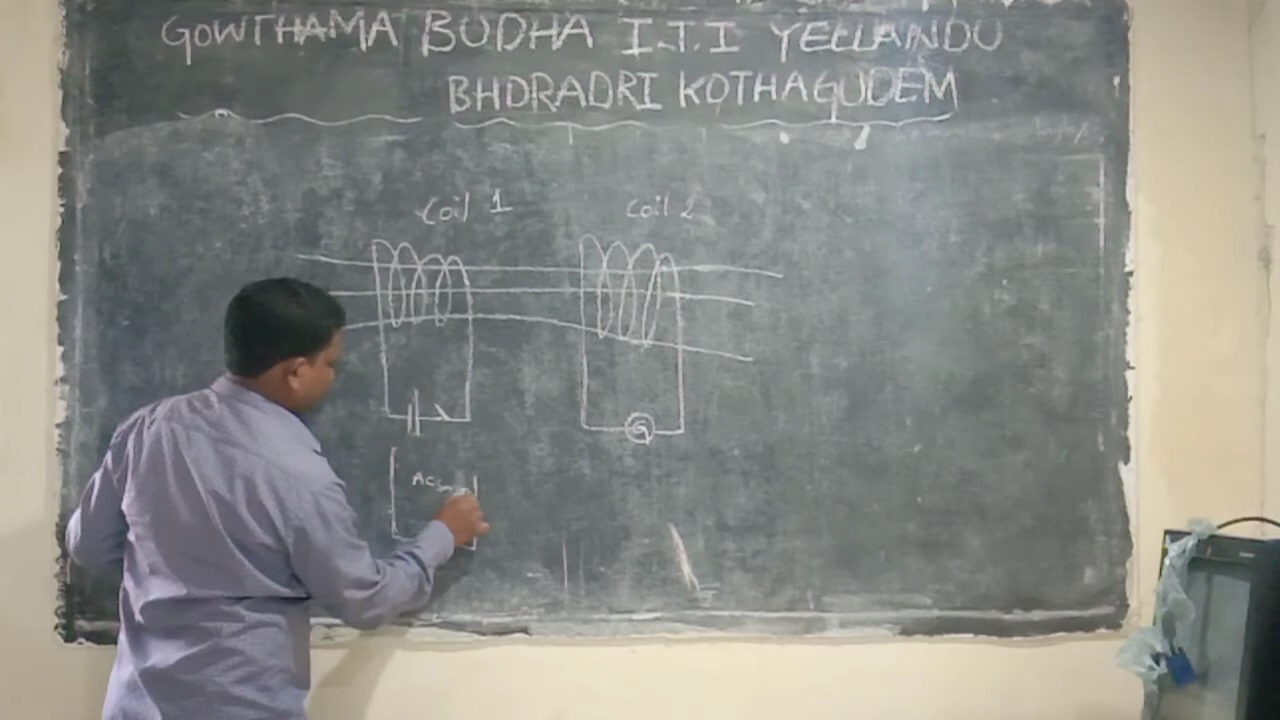 GOWTHAMA BUDHA I.T.I YELLANDU
BHDRADRI KOTHAGUDEM
Coil 1
Coil 2
G